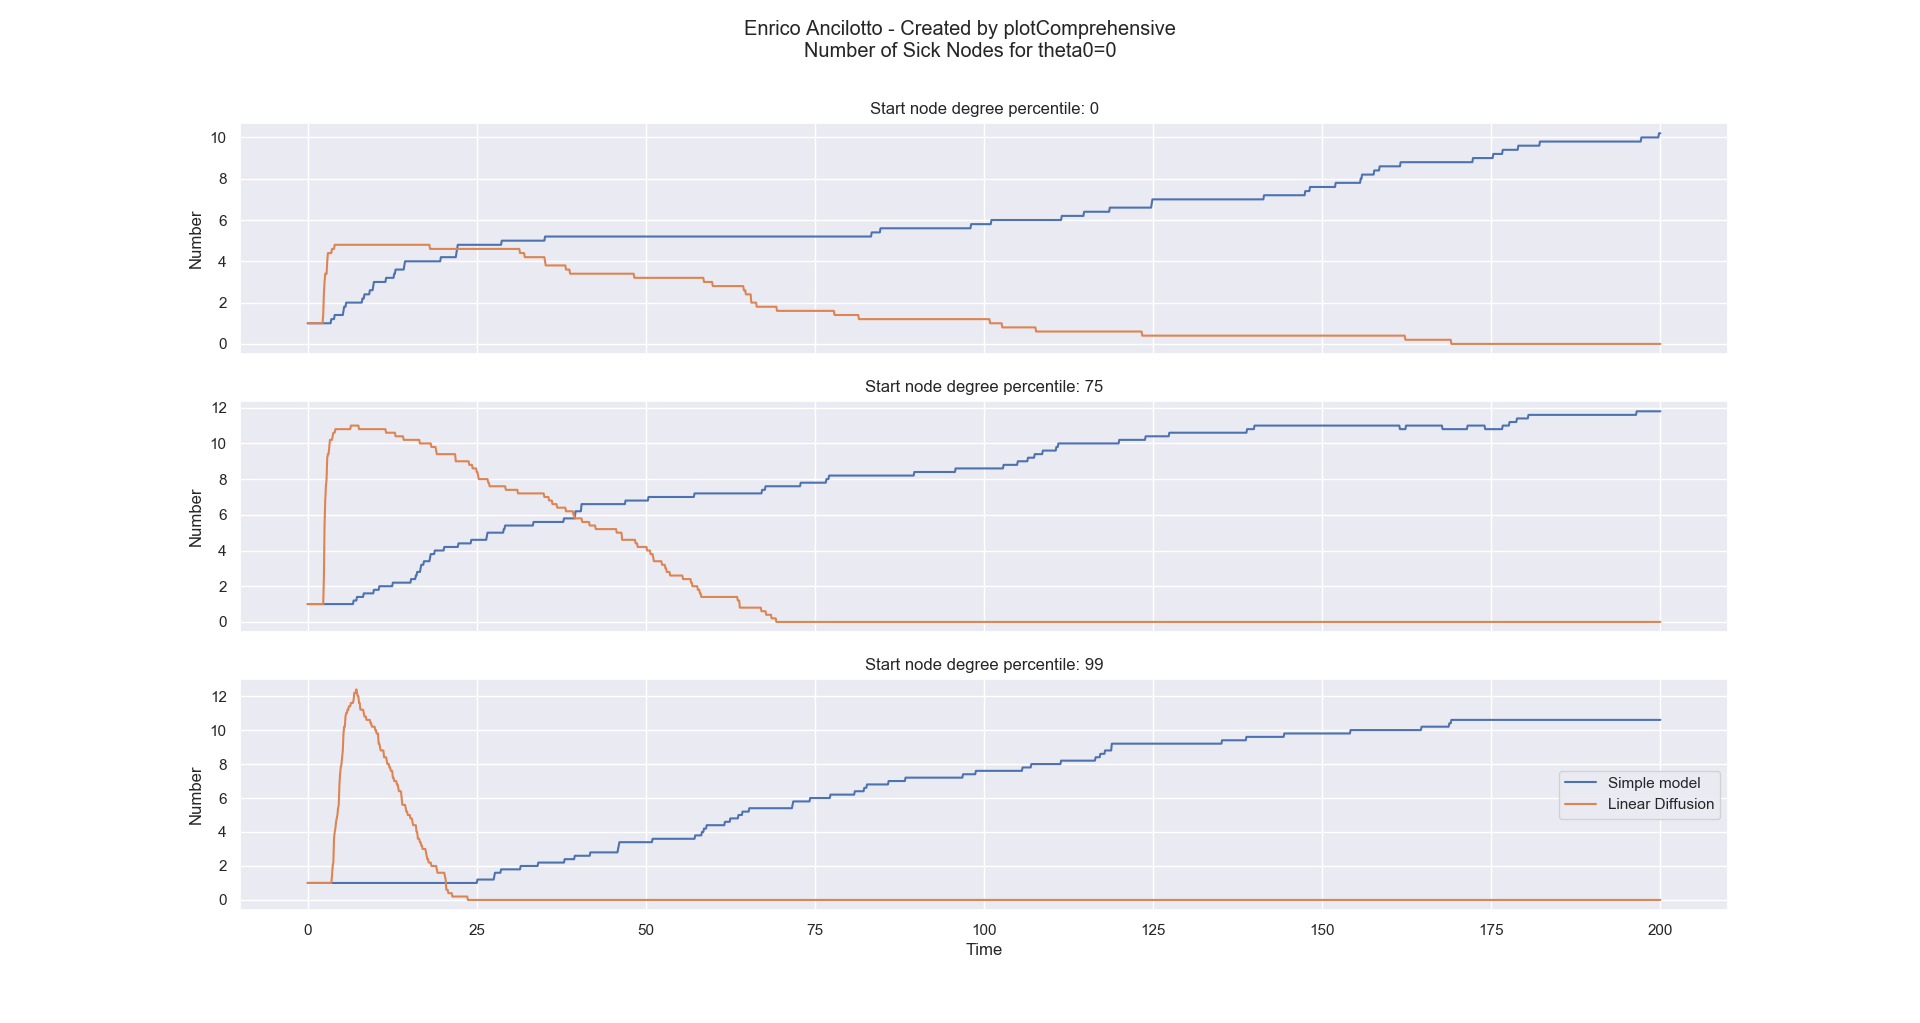 Enrico Ancilotto - Created by plotComprehensive
Number of Sick Nodes for theta0=0
Start node degree percentile: 0
10
8
6
4
2
0
Number
Start node degree percentile: 75
12
10
8
6
4
2
0
Number
Start node degree percentile: 99
12
10
8
6
4
2
0
Number
Simple model
Linear Diffusion
0 25 50 75 100 125 150 175 200
Time